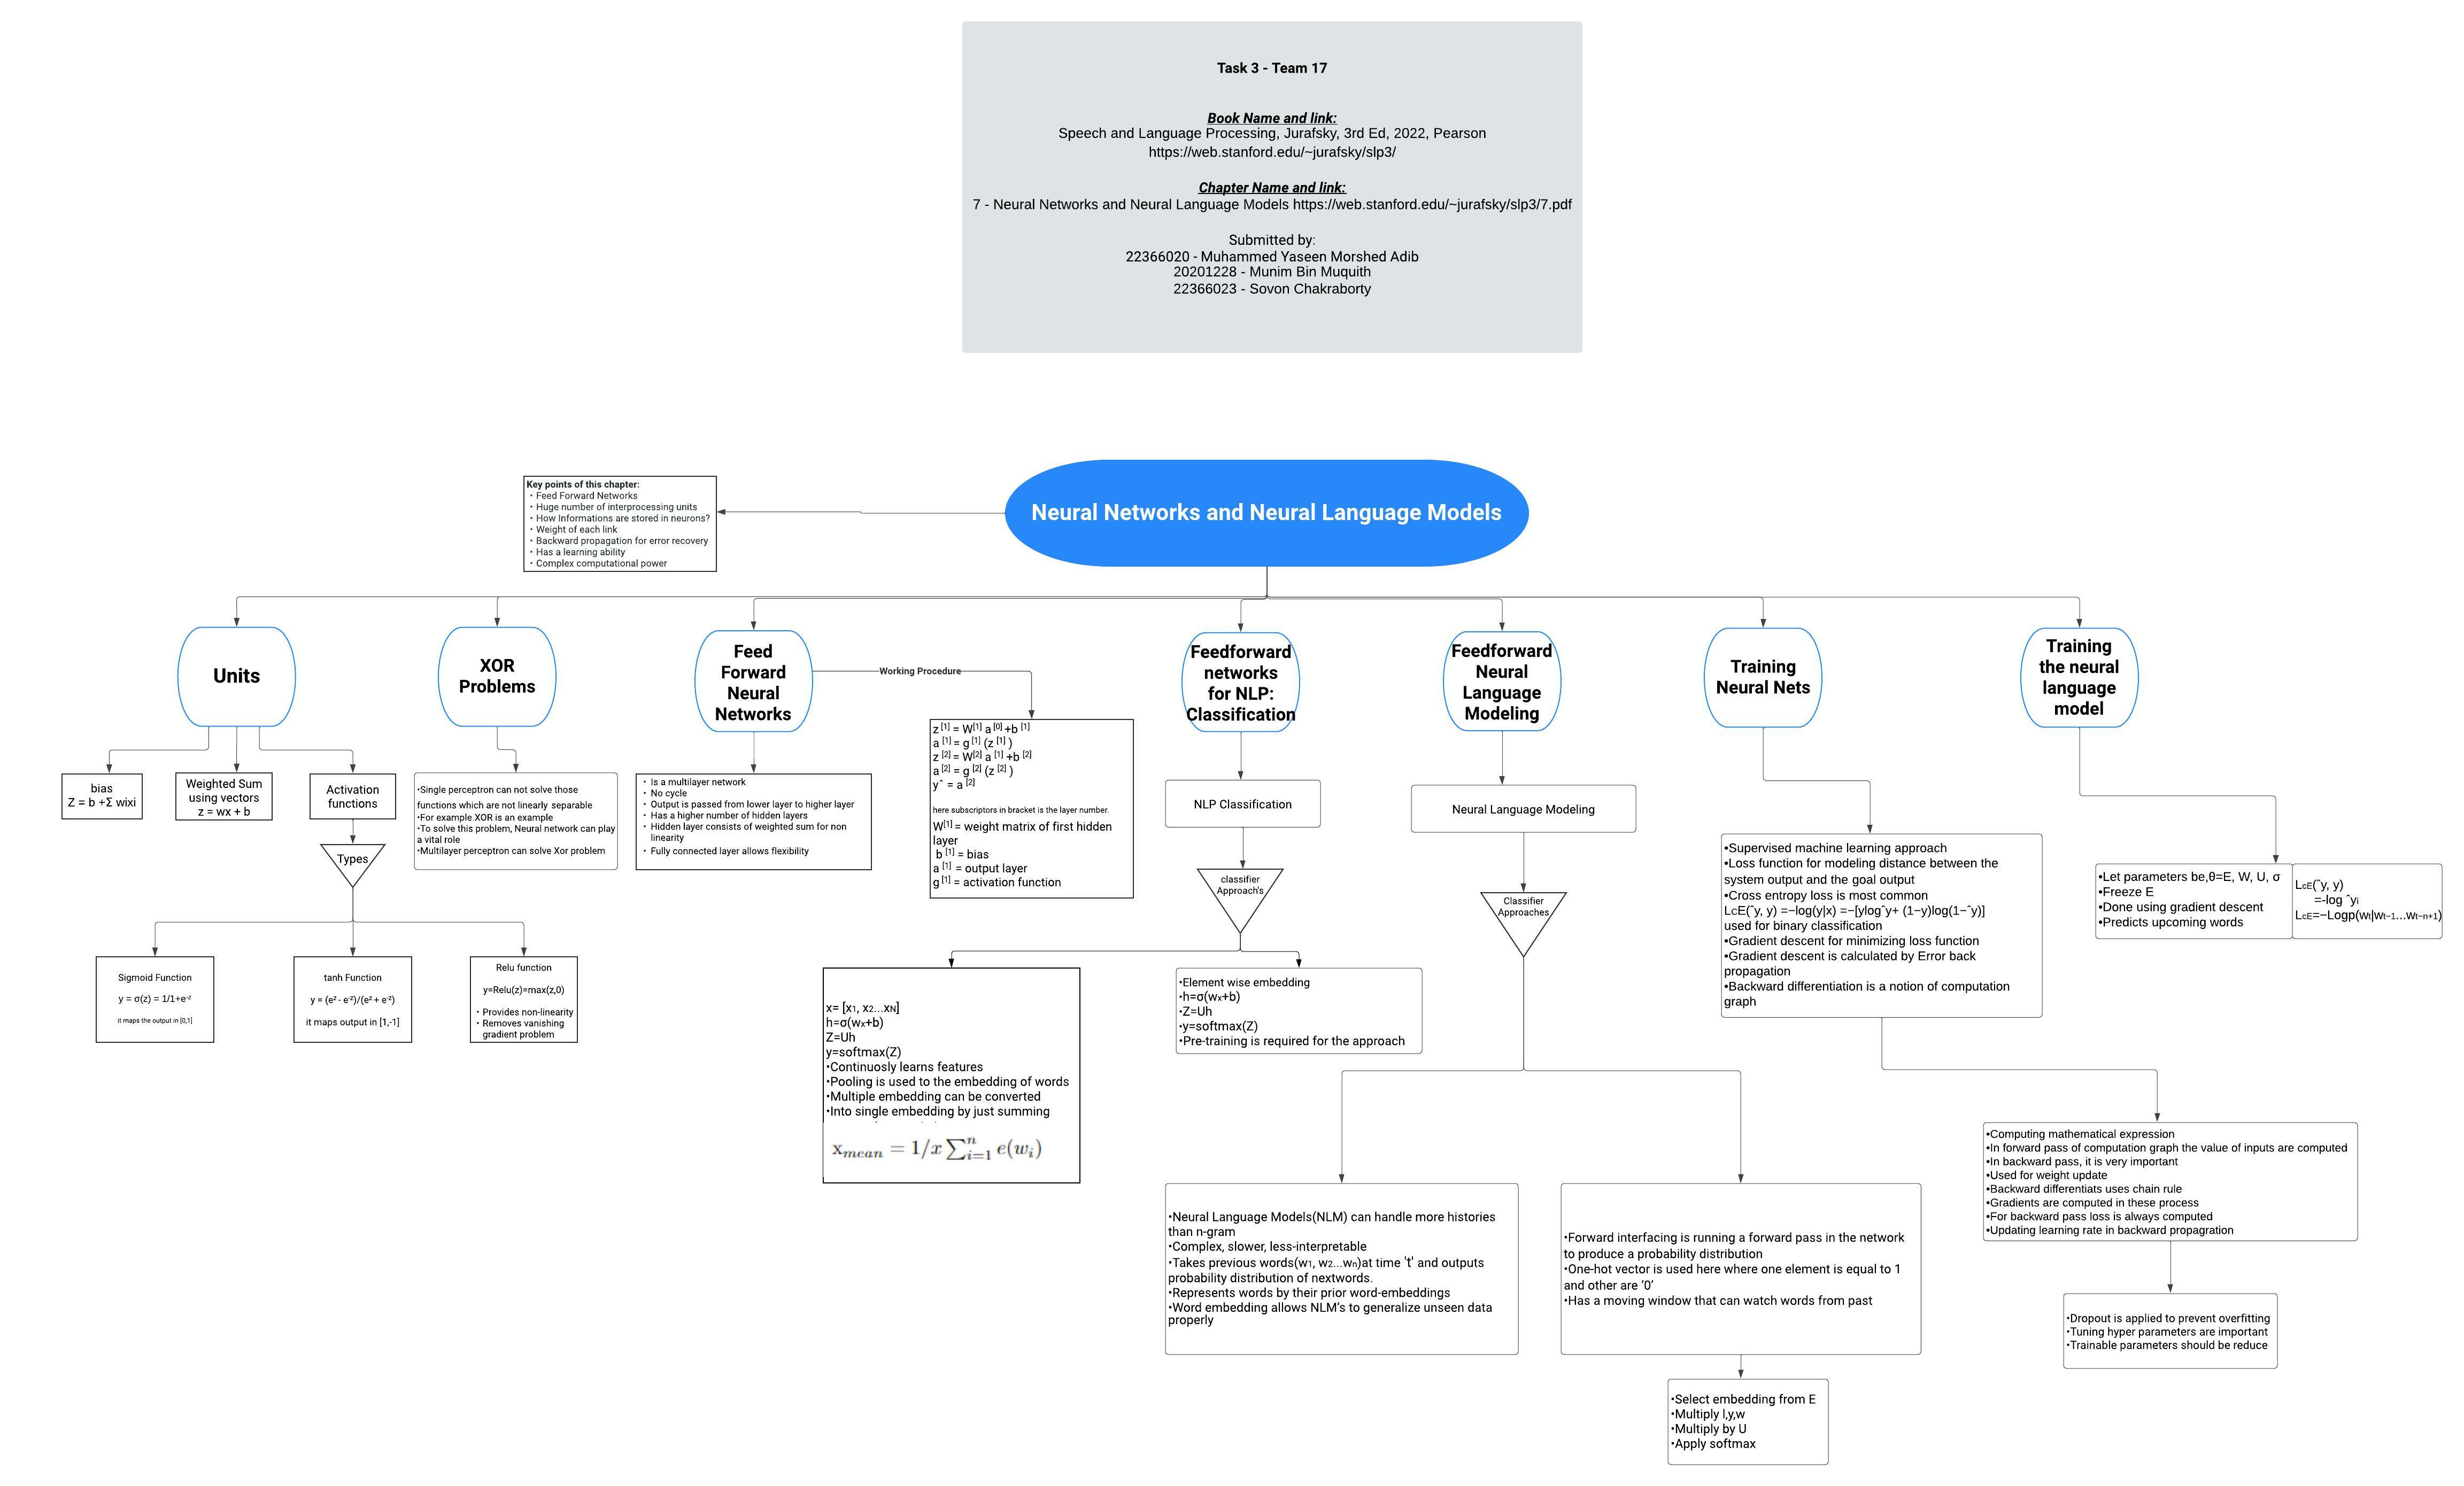 Task 3 - Team 17
Book Name and link:
Speech and Language Processing, Jurafsky, 3rd Ed, 2022, Pearson
https://web.stanford.edu/~jurafsky/slp3/
Chapter Name and link:
7 - Neural Networks and Neural Language Models https://web.stanford.edu/~jurafsky/slp3/7.pdf
Submitted by:
22366020 - Muhammed Yaseen Morshed Adib
20201228 - Munim Bin Muquith
22366023 - Sovon Chakraborty
Neural Networks and Neural Language Models
Key points of this chapter:
• Feed Forward Networks
• Huge number of interprocessing units
• How Informations are stored in neurons?
• Weight of each link
• Backward propagation for error recovery
• Has a learning ability
• Complex computational power
Units
bias
Z = b +Σ wixi
Weighted Sum
using vectors
z = wx + b
Activation
functions
Types
Sigmoid Function
y = σ(z) = 1/1+e^-z
it maps the output in [0,1]
tanh Function
y = (e^z - e^-z)/(e^z + e^-z)
it maps output in [1,-1]
Relu function
y=Relu(z)=max(z,0)
• Provides non-linearity
• Removes vanishing
gradient problem
XOR
Problems
•Single perceptron can not solve those
functions which are not linearly separable
•For example.XOR is an example
•To solve this problem, Neural network can play
a vital role
•Multilayer perceptron can solve Xor problem
Feed
Forward
Neural
Networks
• Is a multilayer network
• No cycle
• Output is passed from lower layer to higher layer
• Has a higher number of hidden layers
• Hidden layer consists of weighted sum for non
linearity
• Fully connected layer allows flexibility
Working Procedure
z [1] = W[1] a [0] +b [1]
a [1] = g [1] (z [1] )
z [2] = W[2] a [1] +b [2]
a [2] = g [2] (z [2] )
yˆ = a [2]
here subscriptors in bracket is the layer number.
W[1] = weight matrix of first hidden
layer
b [1] = bias
a [1] = output layer
g [1] = activation function
Feedforward
networks
for NLP:
Classification
NLP Classification
classifier
Approach's
x= [x1, x2...xN]
h=σ(wx+b)
Z=Uh
y=softmax(Z)
•Continuosly learns features
•Pooling is used to the embedding of words
•Multiple embedding can be converted
•Into single embedding by just summing
x_mean = 1/x ∑_{i=1}^{n} e(w_i)
•Element wise embedding
•h=σ(wx+b)
•Z=Uh
•y=softmax(Z)
•Pre-training is required for the approach
Feedforward
Neural
Language
Modeling
Neural Language Modeling
Classifier
Approaches
•Neural Language Models(NLM) can handle more histories
than n-gram
•Complex, slower, less-interpretable
•Takes previous words(w1, w2...wn)at time 't' and outputs
probability distribution of nextwords.
•Represents words by their prior word-embeddings
•Word embedding allows NLM's to generalize unseen data
properly
•Forward interfacing is running a forward pass in the network
to produce a probability distribution
•One-hot vector is used here where one element is equal to 1
and other are ‘0’
•Has a moving window that can watch words from past
•Select embedding from E
•Multiply l,y,w
•Multiply by U
•Apply softmax
Training
Neural Nets
•Supervised machine learning approach
•Loss function for modeling distance between the
system output and the goal output
•Cross entropy loss is most common
LCE(ˆy, y) =−log(y|x) =−[ylogˆy+ (1−y)log(1−ˆy)]
used for binary classification
•Gradient descent for minimizing loss function
•Gradient descent is calculated by Error back
propagation
•Backward differentiation is a notion of computation
graph
•Computing mathematical expression
•In forward pass of computation graph the value of inputs are computed
•In backward pass, it is very important
•Used for weight update
•Backward differentiats uses chain rule
•Gradients are computed in these process
•For backward pass loss is always computed
•Updating learning rate in backward propagration
•Dropout is applied to prevent overfitting
•Tuning hyper parameters are important
•Trainable parameters should be reduce
Training
the neural
language
model
•Let parameters be,θ=E, W, U, σ
•Freeze E
•Done using gradient descent
•Predicts upcoming words
LcE(ˆy, y)
=-log ˆyi
LcE=−Logp(wt|wt−1...wt−n+1)